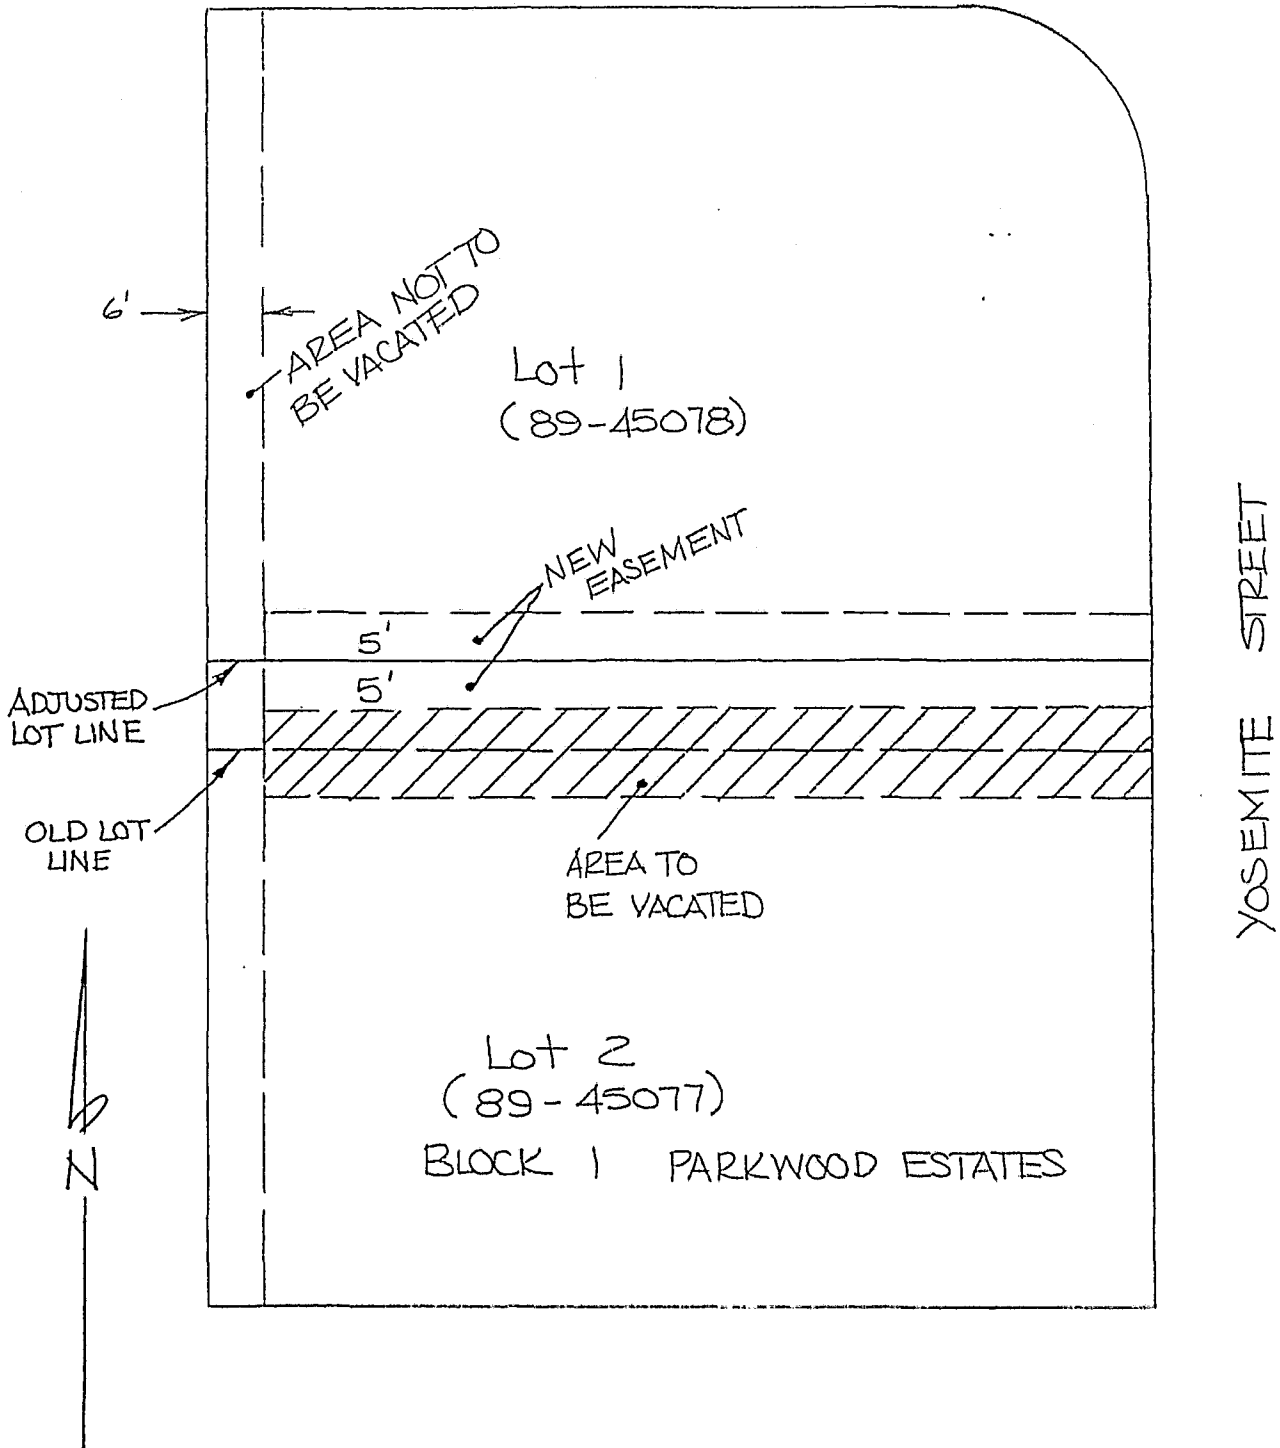 AREA NOT TO
BE VACATED
6'
Lot 1
(89-45078)
NEW
EASEMENT
5'
5'
ADJUSTED
LOT LINE
OLD LOT
LINE
AREA TO
BE VACATED
YOSEMITE STREET
N
Lot 2
(89-45077)
BLOCK 1 PARKWOOD ESTATES